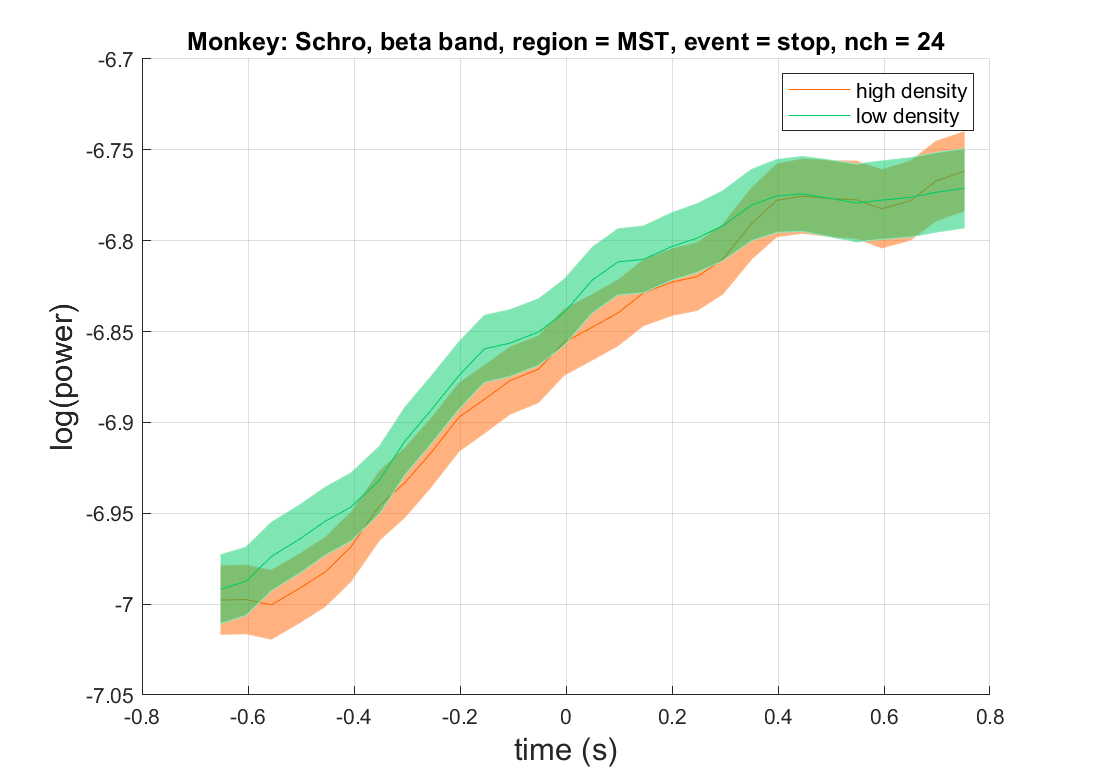 Monkey: Schro, beta band, region = MST, event = stop, nch = 24
-6.7
high density
low density
-6.75
-6.8
-6.85
-6.9
-6.95
-7
-7.05
log(power)
-0.8 -0.6 -0.4 -0.2 0 0.2 0.4 0.6 0.8
time (s)